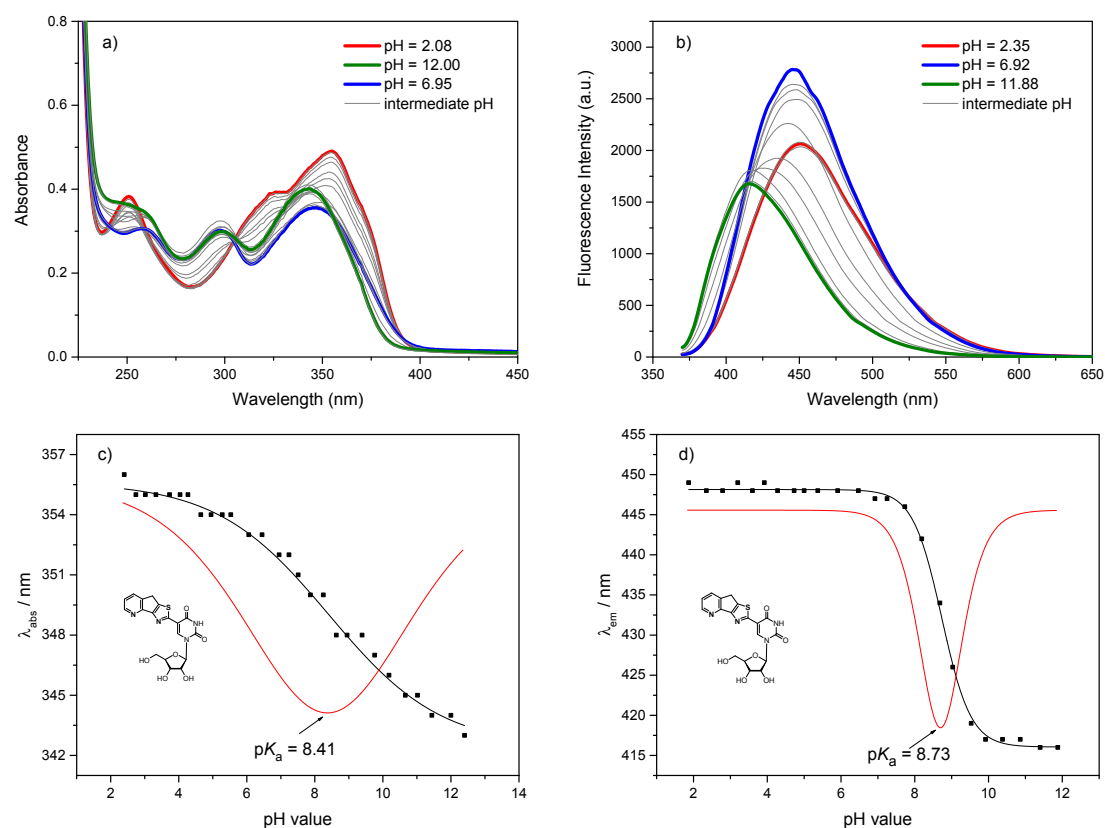 a)
pH = 2.08
pH = 12.00
pH = 6.95
intermediate pH
0.8
0.6
0.4
0.2
0.0
Absorbance
250 300 350 400 450
Wavelength (nm)
b)
pH = 2.35
pH = 6.92
pH = 11.88
intermediate pH
3000
2500
2000
1500
1000
500
0
Fluorescence Intensity (a.u.)
350 400 450 500 550 600 650
Wavelength (nm)
c)
357
354
351
348
345
342
λabs / nm
N
S
N
O
NH
N
O
HO
O
HO
OH
pKa = 8.41
0 2 4 6 8 10 12 14
pH value
d)
455
450
445
440
435
430
425
420
415
λem / nm
N
S
N
O
NH
N
O
HO
O
HO
OH
pKa = 8.73
2 4 6 8 10 12
pH value